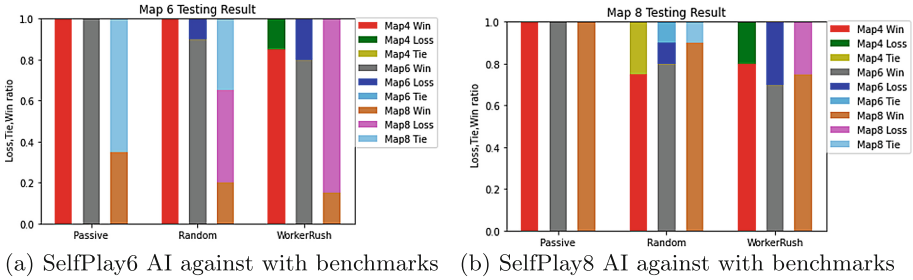 Map 6 Testing Result
Loss,Tie,Win ratio
1.0
0.8
0.6
0.4
0.2
0.0
Passive
Random
WorkerRush
Map4 Win
Map4 Loss
Map4 Tie
Map6 Win
Map6 Loss
Map6 Tie
Map8 Win
Map8 Loss
Map8 Tie
(a) SelfPlay6 AI against with benchmarks
Map 8 Testing Result
Loss,Tie,Win ratio
1.0
0.8
0.6
0.4
0.2
0.0
Passive
Random
WorkerRush
Map4 Win
Map4 Loss
Map4 Tie
Map6 Win
Map6 Loss
Map6 Tie
Map8 Win
Map8 Loss
Map8 Tie
(b) SelfPlay8 AI against with benchmarks